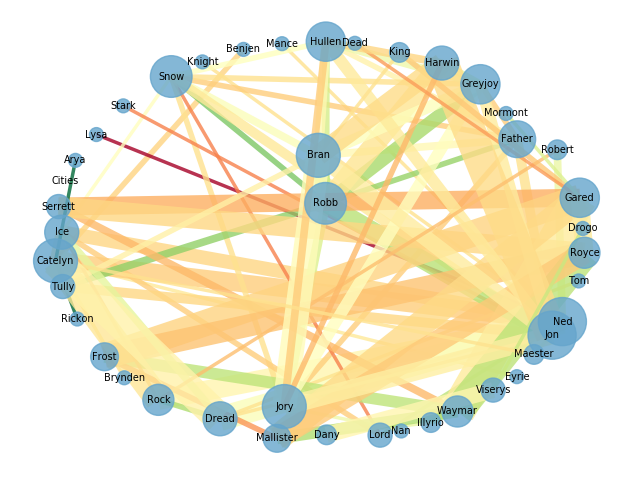 Hullen
Dead
Mance
Benjen
King
Knight
Harwin
Snow
Greyjoy
Stark
Mormont
Lysa
Father
Robert
Bran
Arya
Cities
Gared
Robb
Serrett
Drogo
Ice
Royce
Catelyn
Tom
Tully
Rickon
Ned
Jon
Maester
Frost
Eyrie
Brynden
Viserys
Rock
Jory
Waymar
Dread
Illyrio
Nan
Mallister
Dany
Lord